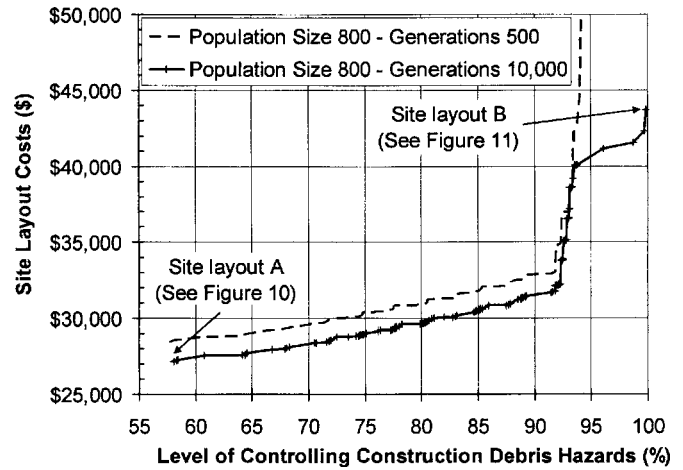 $50,000
$45,000
$40,000
$35,000
$30,000
$25,000
Site Layout Costs ($)
Population Size 800 - Generations 500
Population Size 800 - Generations 10,000
Site layout B
(See Figure 11)
Site layout A
(See Figure 10)
55 60 65 70 75 80 85 90 95 100
Level of Controlling Construction Debris Hazards (%)